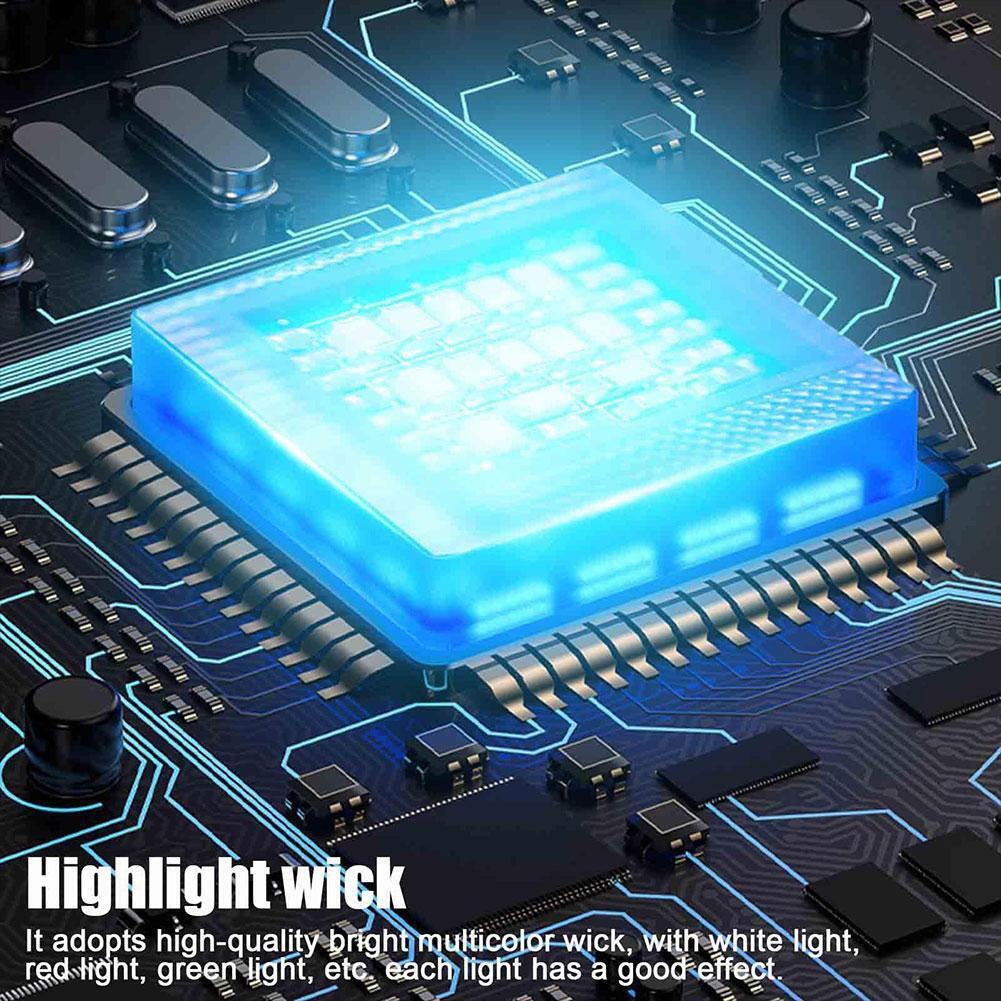 Highlight wick
It adopts high-quality bright multicolor wick, with white light,
red light, green light, etc. each light has a good effect.